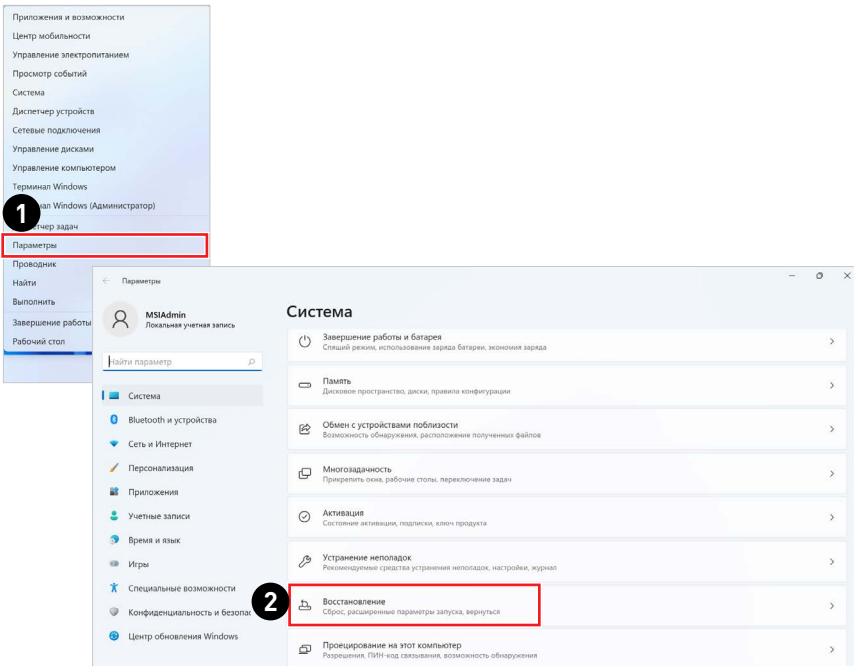 Приложения и возможности
Центр мобильности
Управление электропитанием
Просмотр событий
Система
Диспетчер устройств
Сетевые подключения
Управление дисками
Управление компьютером
Терминал Windows
Windows (Администратор)
1
задач
Параметры
Проводник
Найти
Выполнить
Завершение работы
Рабочий стол
Параметры
MSIAdmin
Локальная учетная запись
Найти параметр
Система
Bluetooth и устройства
Сеть и Интернет
Персонализация
Приложения
Учетные записи
Время и язык
Игры
Специальные возможности
Конфиденциальность и безопас
Центр обновления Windows
Система
Завершение работы и батарея
Спящий режим, использование заряда батареи, экономия заряда
Память
Дисковое пространство, диски, правила конфигурации
Обмен с устройствами поблизости
Возможность обнаружения, расположение полученных файлов
Многозадачность
Прикрепить окна, рабочие столы, переключение задач
Активация
Состояние активации, подписки, ключ продукта
Устранение неполадок
Рекомендуемые средства устранения неполадок, настройки, журнал
2
Восстановление
Сброс, расширенные параметры запуска, вернуться
Проецирование на этот компьютер
Разрешения, ПИН-код связывания, возможность обнаружения